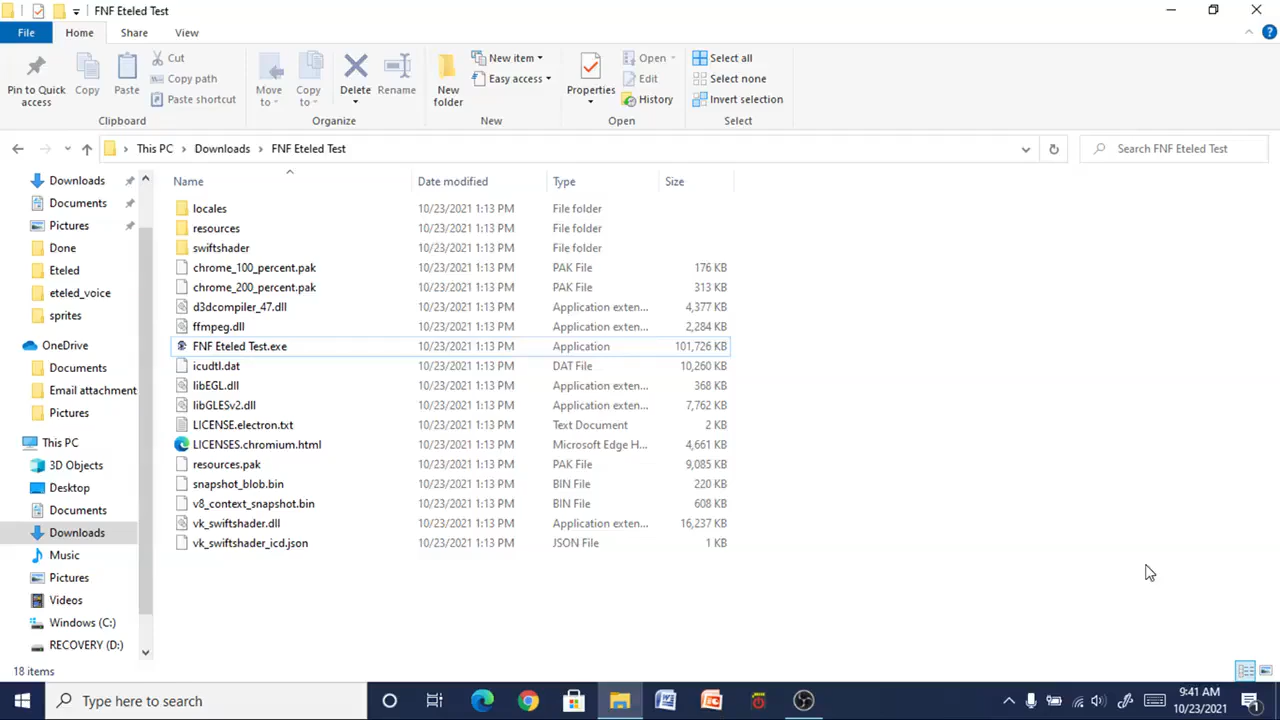 FNF Eteled Test
File Home Share View
Pin to Quick access
Copy
Paste
Cut
Copy path
Paste shortcut
Clipboard
Move to
Copy to
Delete
Rename
Organize
New folder
New item
Easy access
New
Properties
Open
Edit
History
Open
Select all
Select none
Invert selection
Select
This PC > Downloads > FNF Eteled Test
Search FNF Eteled Test
Downloads
Documents
Pictures
Done
Eteled
eteled_voice
sprites
OneDrive
Documents
Email attachment
Pictures
This PC
3D Objects
Desktop
Documents
Downloads
Music
Pictures
Videos
Windows (C:)
RECOVERY (D:)
Name Date modified Type Size
locales 10/23/2021 1:13 PM File folder
resources 10/23/2021 1:13 PM File folder
swiftshader 10/23/2021 1:13 PM File folder
chrome_100_percent.pak 10/23/2021 1:13 PM PAK File 176 KB
chrome_200_percent.pak 10/23/2021 1:13 PM PAK File 313 KB
d3dcompiler_47.dll 10/23/2021 1:13 PM Application exten... 4,377 KB
ffmpeg.dll 10/23/2021 1:13 PM Application exten... 2,284 KB
FNF Eteled Test.exe 10/23/2021 1:13 PM Application 101,726 KB
icudtl.dat 10/23/2021 1:13 PM DAT File 10,260 KB
libEGL.dll 10/23/2021 1:13 PM Application exten... 368 KB
libGLESv2.dll 10/23/2021 1:13 PM Application exten... 7,762 KB
LICENSE.electron.txt 10/23/2021 1:13 PM Text Document 2 KB
LICENSES.chromium.html 10/23/2021 1:13 PM Microsoft Edge H... 4,661 KB
resources.pak 10/23/2021 1:13 PM PAK File 9,085 KB
snapshot_blob.bin 10/23/2021 1:13 PM BIN File 220 KB
v8_context_snapshot.bin 10/23/2021 1:13 PM BIN File 608 KB
vk_swiftshader.dll 10/23/2021 1:13 PM Application exten... 16,237 KB
vk_swiftshader_icd.json 10/23/2021 1:13 PM JSON File 1 KB
18 items
Type here to search
9:41 AM
10/23/2021
1